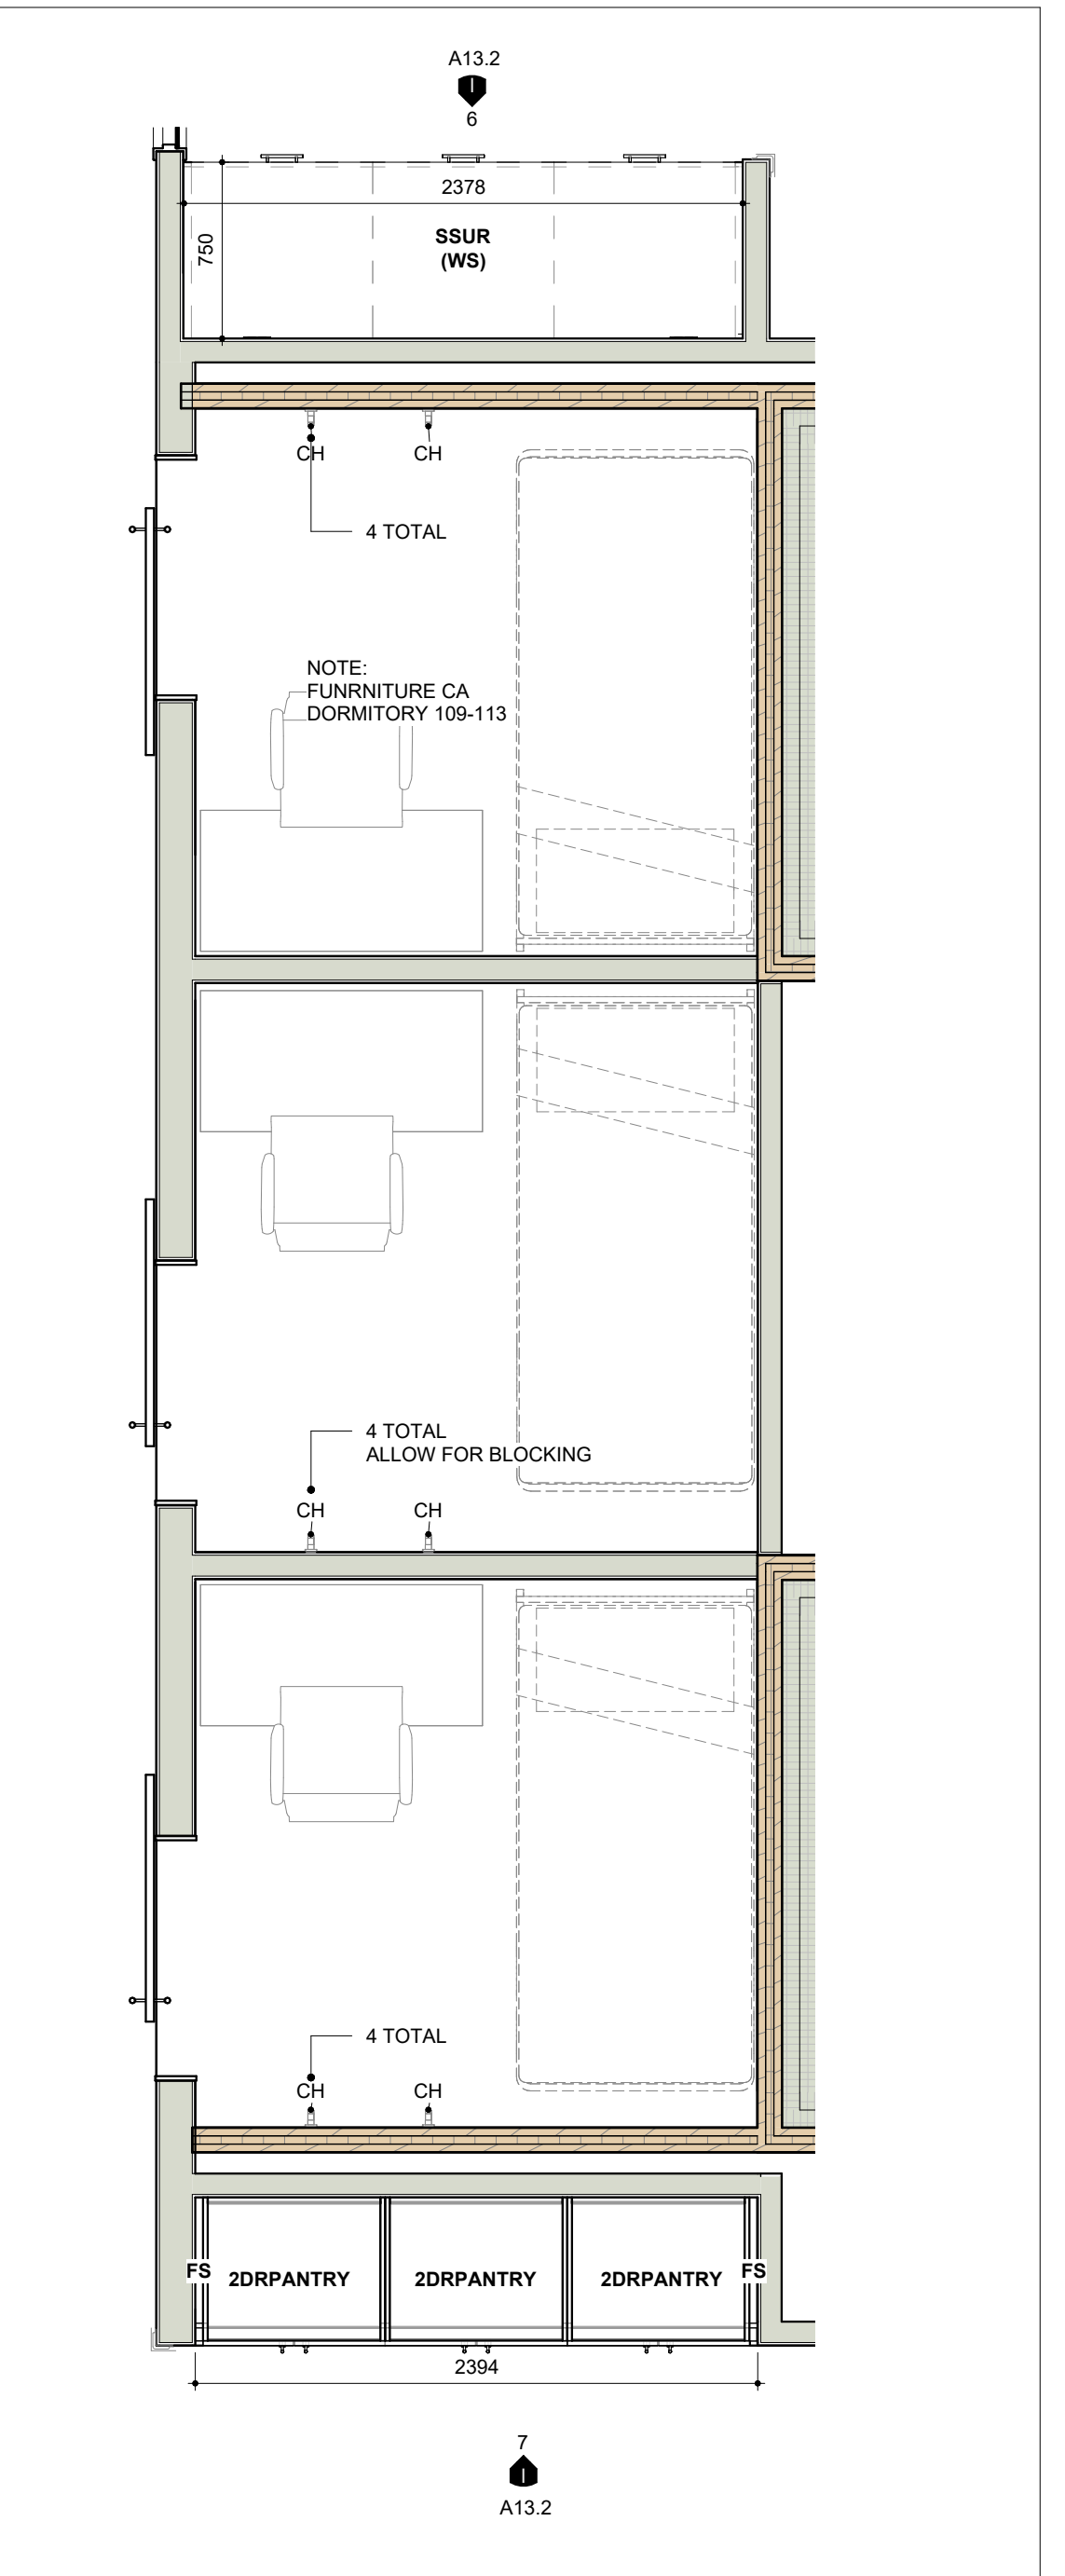 A13.2
6
2378
750
SSUR
(WS)
CH
CH
4 TOTAL
NOTE:
FUNRNITURE CA
DORMITORY 109-113
4 TOTAL
ALLOW FOR BLOCKING
CH
CH
4 TOTAL
CH
CH
FS
2DRPANTRY
2DRPANTRY
2DRPANTRY
FS
2394
7
A13.2